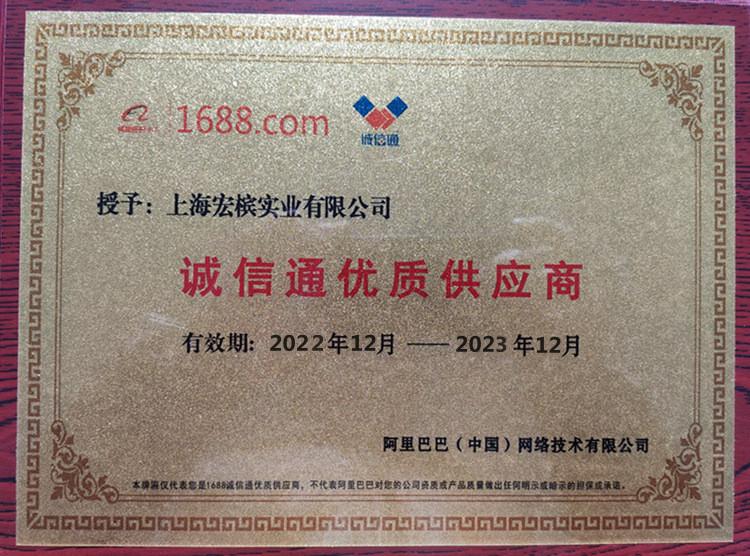 1688.com
诚信通
授予：上海宏槟实业有限公司
诚信通优质供应商
有效期: 2022年12月 —— 2023年12月
阿里巴巴（中国）网络技术有限公司
本牌匾仅代表您是1688诚信通优质供应商，不代表阿里巴巴对您的公司资质或产品质量做出任何明示或暗示的担保或承诺。